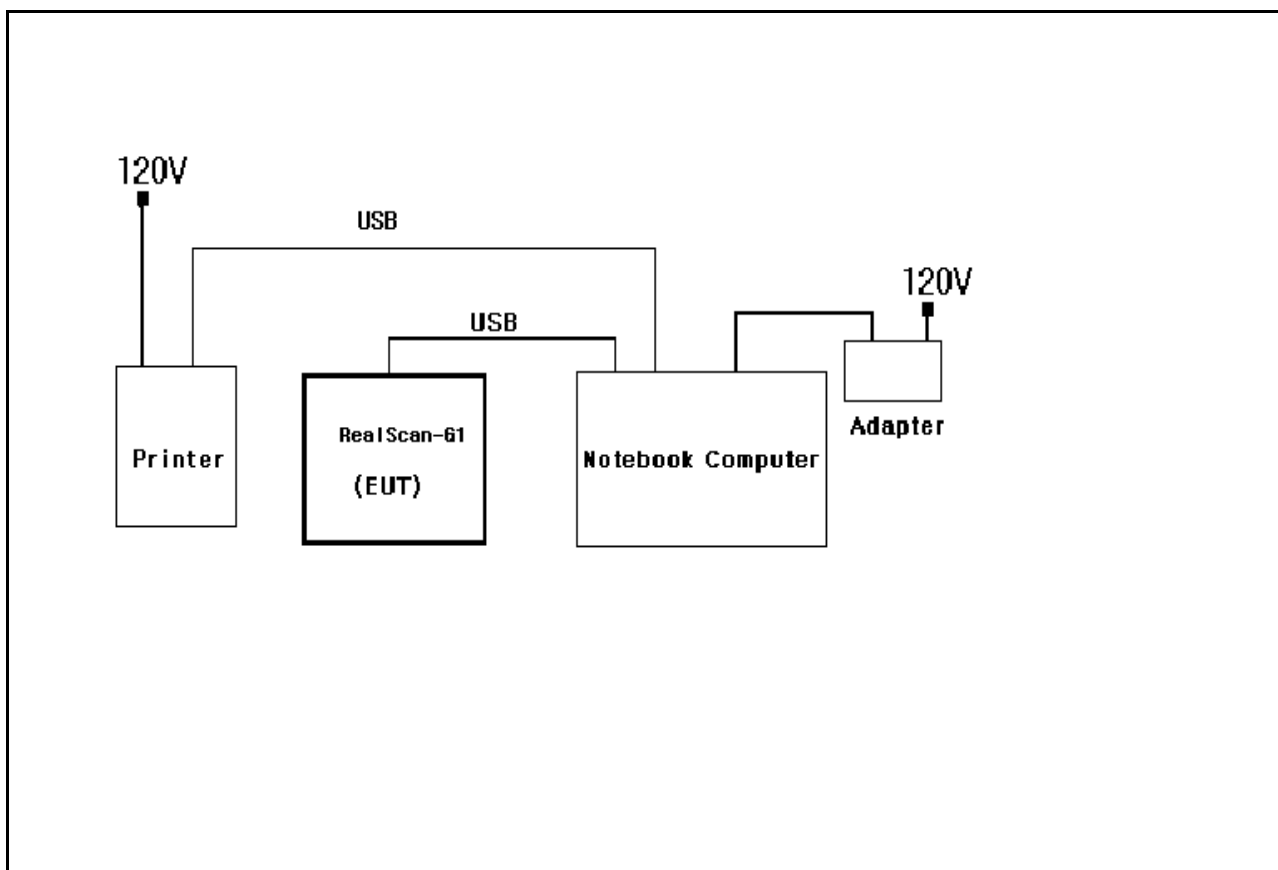 120V
USB
120V
USB
Adapter
RealScan-G1
Printer
Notebook Computer
(EUT)